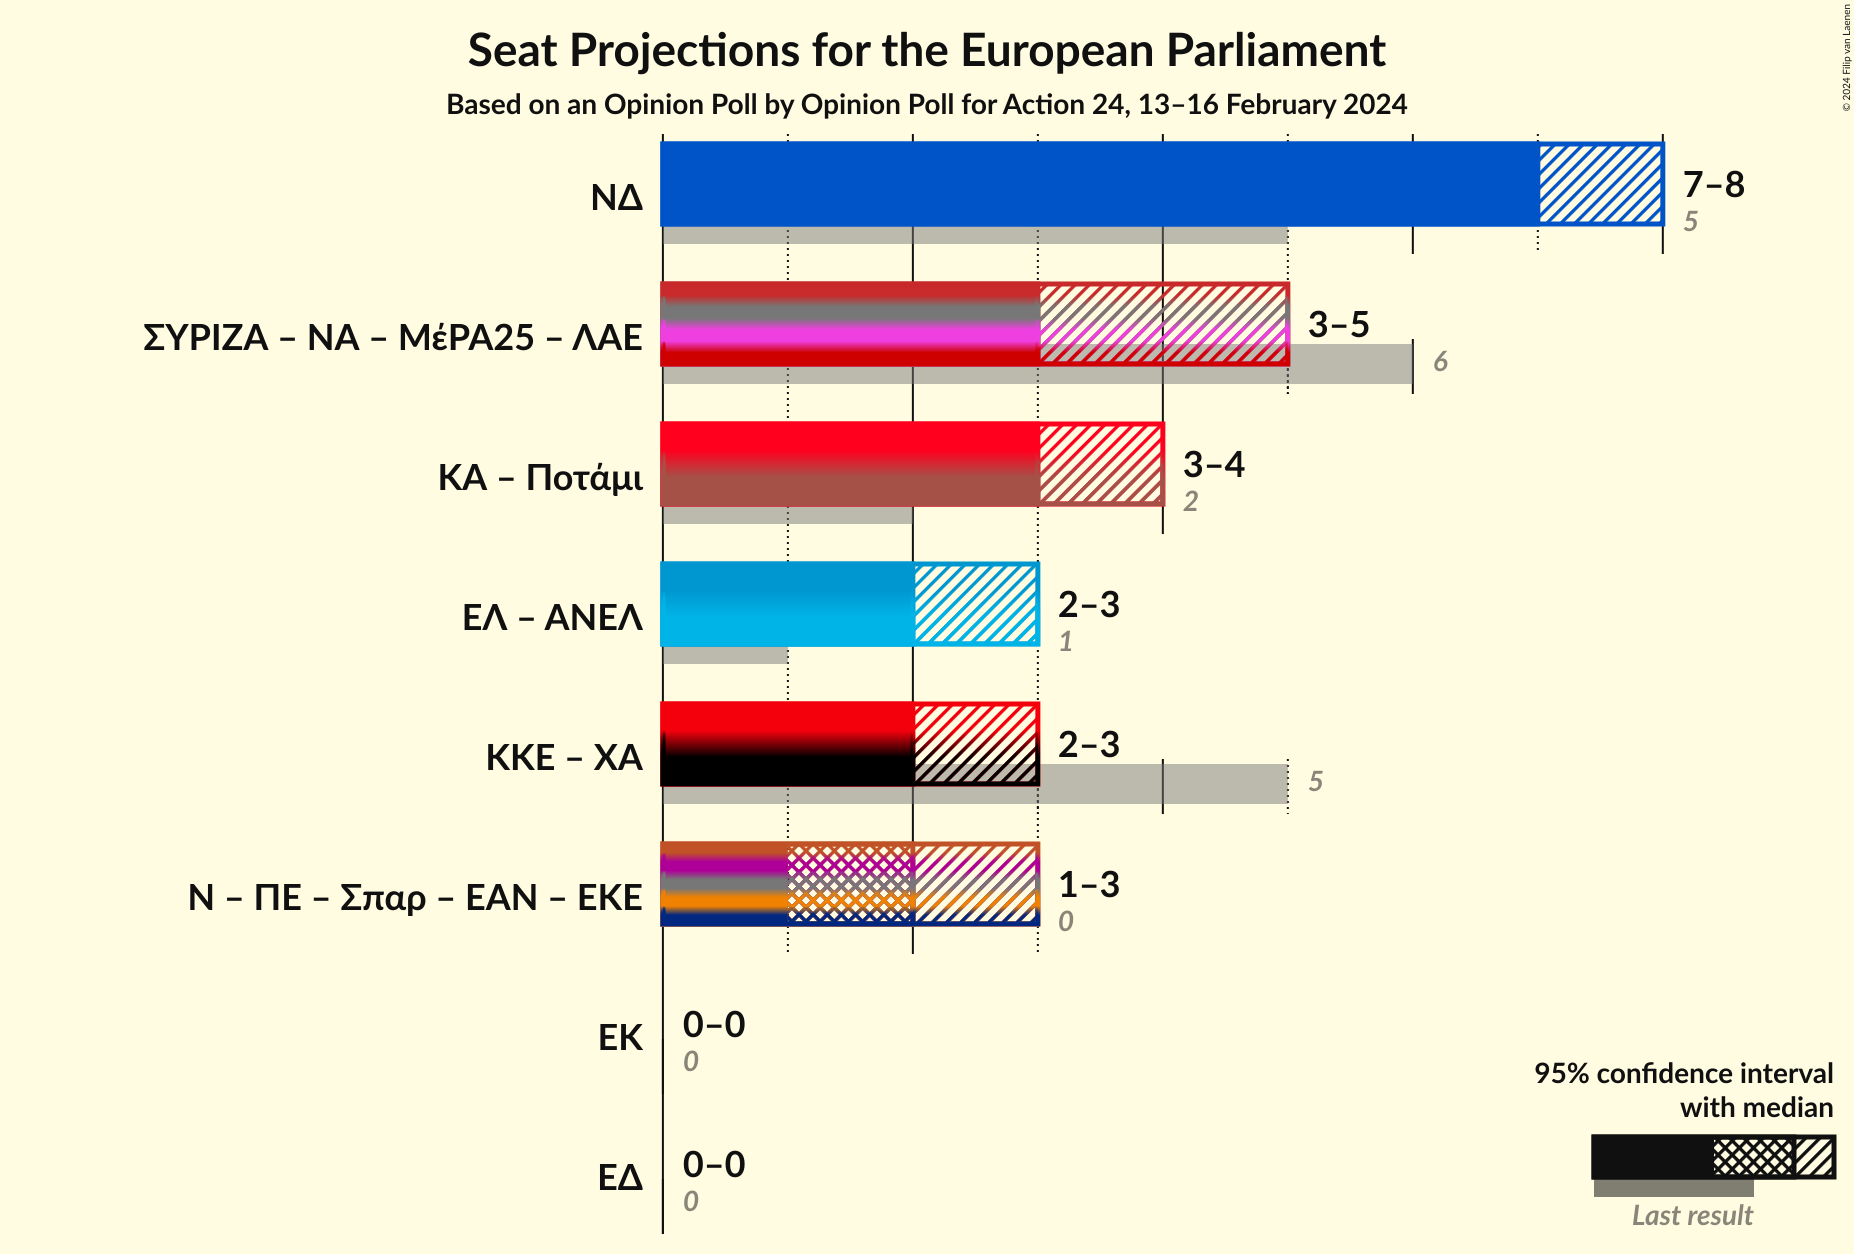 Seat Projections for the European Parliament
Based on an Opinion Poll by Opinion Poll for Action 24, 13–16 February 2024
© 2024 Filip van Laenen
ΝΔ
7–8
5
ΣΥΡΙΖΑ – ΝΑ – ΜέΡΑ25 – ΛΑΕ
3–5
6
ΚΑ – Ποτάμι
3–4
2
ΕΛ – ΑΝΕΛ
2–3
1
ΚΚΕ – ΧΑ
2–3
5
Ν – ΠΕ – Σπαρ – ΕΑΝ – ΕΚΕ
1–3
0
ΕΚ
0–0
0
ΕΔ
0–0
0
95% confidence interval
with median
Last result